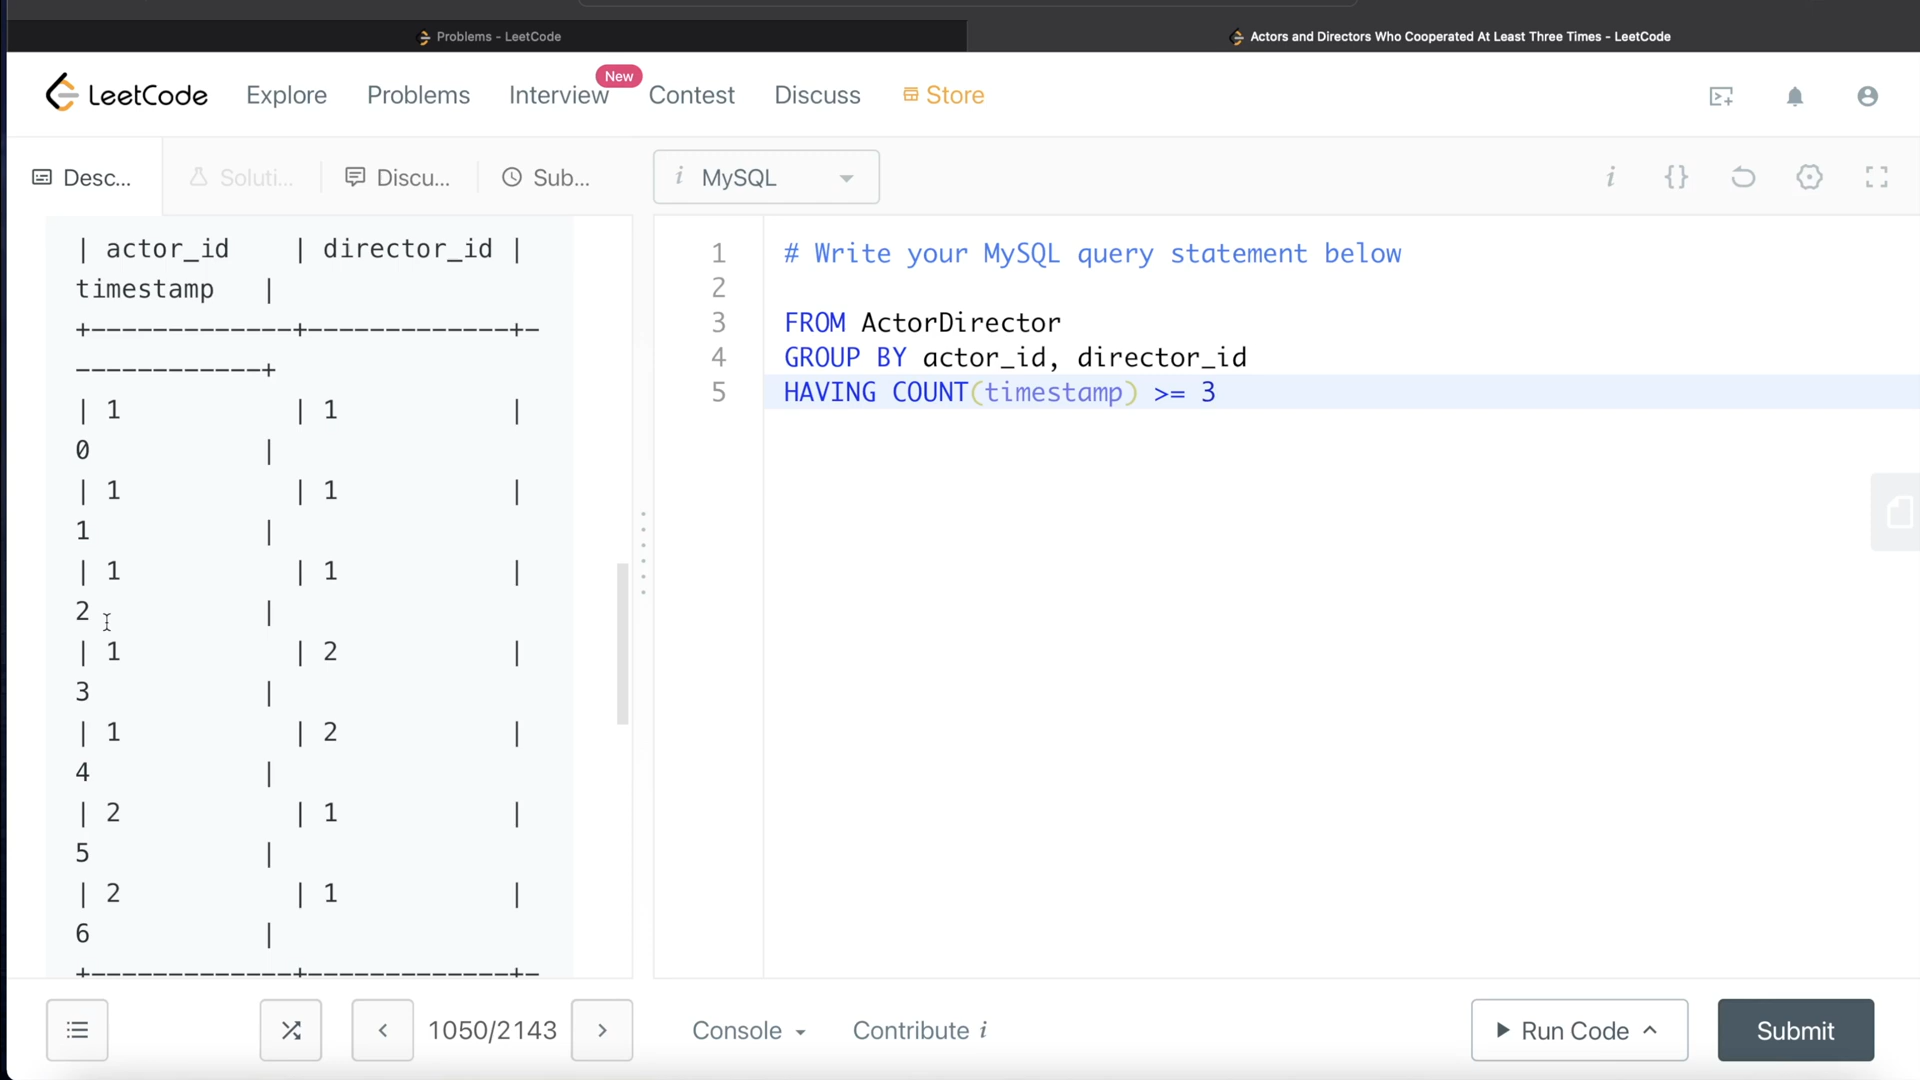 Problems - LeetCode
Actors and Directors Who Cooperated At Least Three Times - LeetCode
LeetCode
Explore
Problems
Interview
New
Contest
Discuss
Store
Desc...
Soluti...
Discu...
Sub...
i MySQL
i {}
| actor_id | director_id |
timestamp |
+-------------+-------------+-
------------+
| 1 | 1 |
0 |
| 1 | 1 |
1 |
| 1 | 1 |
2 |
| 1 | 2 |
3 |
| 1 | 2 |
4 |
| 2 | 1 |
5 |
| 2 | 1 |
6 |
+-------------+-------------+-
1 # Write your MySQL query statement below
2
3 FROM ActorDirector
4 GROUP BY actor_id, director_id
5 HAVING COUNT(timestamp) >= 3
1050/2143
Console
Contribute i
Run Code
Submit